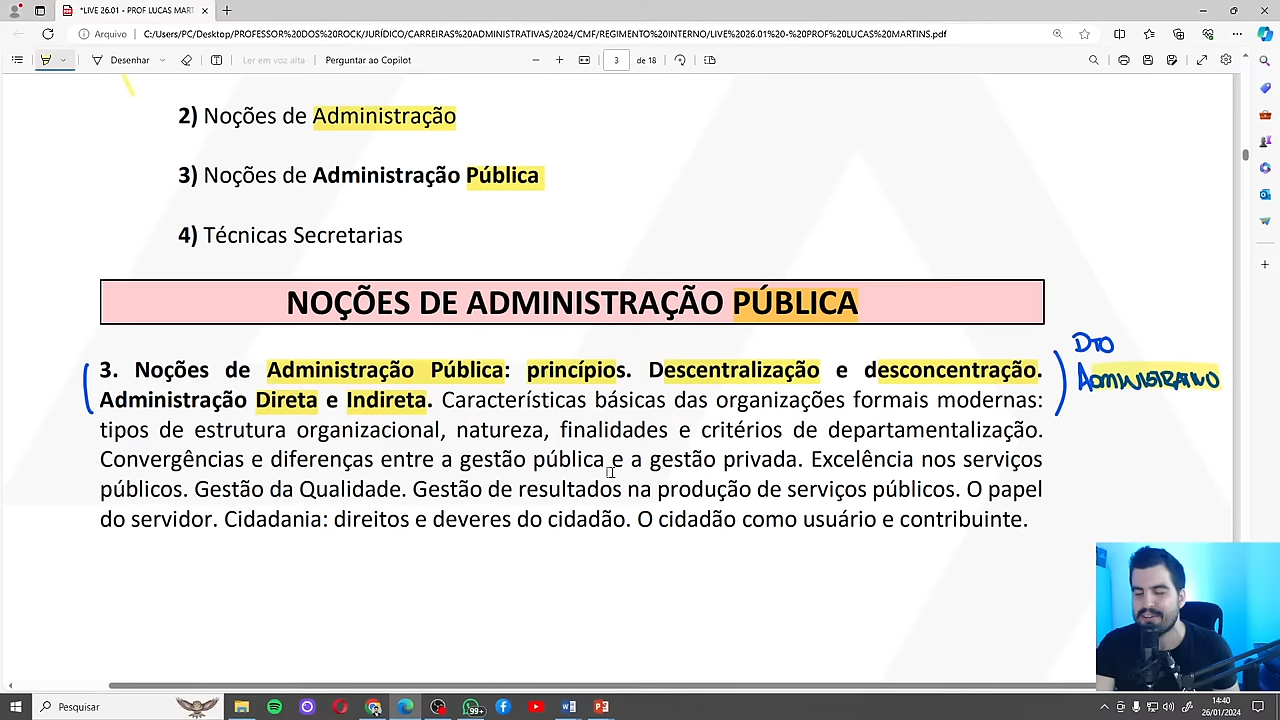 *LIVE 26.01 - PROF LUCAS MART
Arquivo
C:/Users/PC/Desktop/PROFESSOR%20DOS%20ROCK/JURÍDICO/CARREIRAS%20ADMINISTRATIVAS/2024/CMF/REGIMENTO%20INTERNO/LIVE%2026.01%20-%20PROF%20LUCAS%20MARTINS.pdf
Desenhar
Ler em voz alta
Perguntar ao Copilot
3
de 18
2) Noções de Administração
3) Noções de Administração Pública
4) Técnicas Secretarias
NOÇÕES DE ADMINISTRAÇÃO PÚBLICA
DTO
ADMINISTRATIVO
3. Noções de Administração Pública: princípios. Descentralização e desconcentração.
Administração Direta e Indireta. Características básicas das organizações formais modernas:
tipos de estrutura organizacional, natureza, finalidades e critérios de departamentalização.
Convergências e diferenças entre a gestão pública e a gestão privada. Excelência nos serviços
públicos. Gestão da Qualidade. Gestão de resultados na produção de serviços públicos. O papel
do servidor. Cidadania: direitos e deveres do cidadão. O cidadão como usuário e contribuinte.
Pesquisar
99+
14:40
26/01/2024